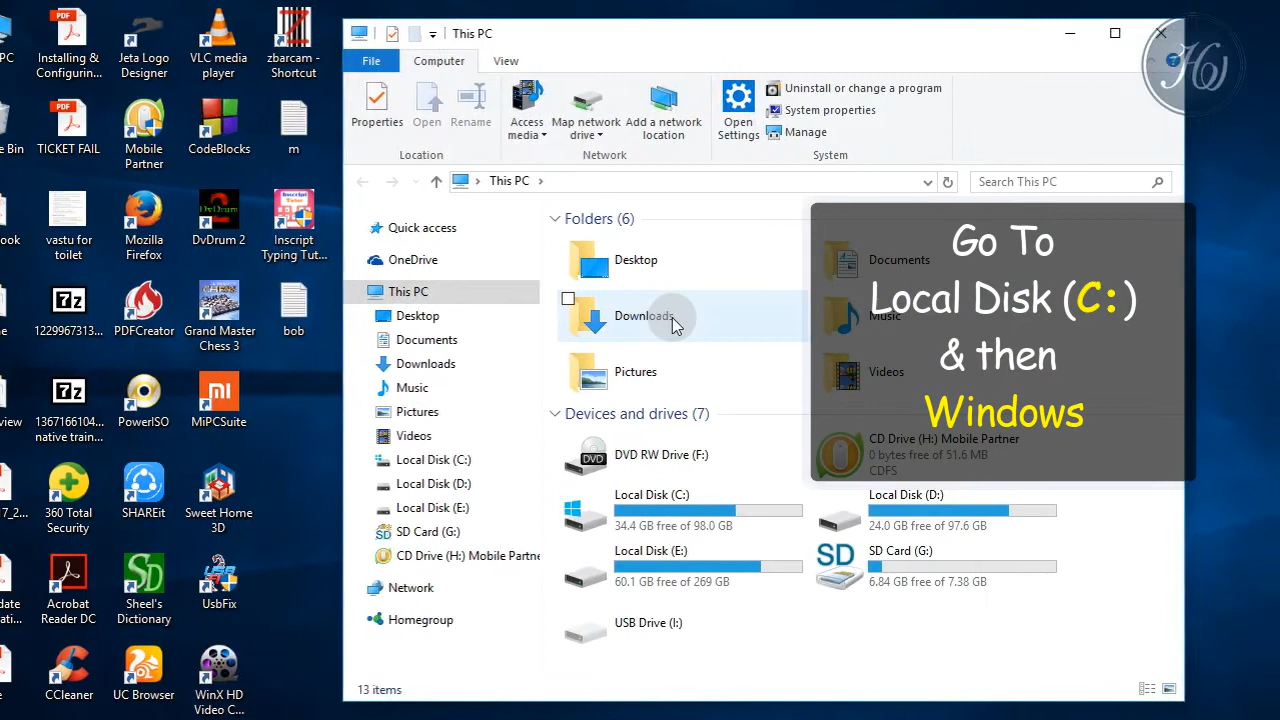 PC
Installing &
Configurin...
Jeta Logo
Designer
VLC media
player
zbarcam -
Shortcut
e Bin
TICKET FAIL
Mobile
Partner
CodeBlocks
m
ook
vastu for
toilet
Mozilla
Firefox
DvDrum 2
Inscript
Typing Tut...
ne
1229967313...
PDFCreator
Grand Master
Chess 3
bob
view
1367166104...
native train...
PowerISO
MiPCSuite
17_2...
360 Total
Security
SHAREit
Sweet Home
3D
date
ati...
Acrobat
Reader DC
Sheel's
Dictionary
UsbFix
CCleaner
UC Browser
WinX HD
Video C...
This PC
File
Computer
View
Properties
Open
Rename
Location
Access
media
Map network
drive
Add a network
location
Network
Open
Settings
Uninstall or change a program
System properties
Manage
System
HW
This PC
Search This PC
Quick access
OneDrive
This PC
Desktop
Documents
Downloads
Music
Pictures
Videos
Local Disk (C:)
Local Disk (D:)
Local Disk (E:)
SD Card (G:)
CD Drive (H:) Mobile Partne
Network
Homegroup
Folders (6)
Desktop
Documents
Downloads
Music
Pictures
Videos
Devices and drives (7)
DVD
DVD RW Drive (F:)
CD Drive (H:) Mobile Partner
0 bytes free of 51.6 MB
CDFS
Local Disk (C:)
34.4 GB free of 98.0 GB
Local Disk (D:)
24.0 GB free of 97.6 GB
Local Disk (E:)
60.1 GB free of 269 GB
SD
SD Card (G:)
6.84 GB free of 7.38 GB
USB Drive (I:)
13 items
Go To
Local Disk (C:)
& then
Windows